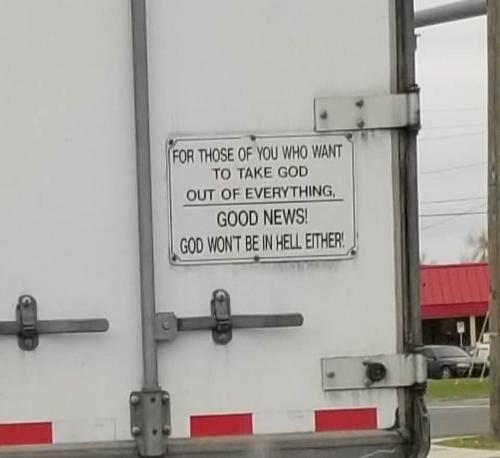 FOR THOSE OF YOU WHO WANT
TO TAKE GOD
OUT OF EVERYTHING,
GOOD NEWS!
GOD WON'T BE IN HELL EITHER!